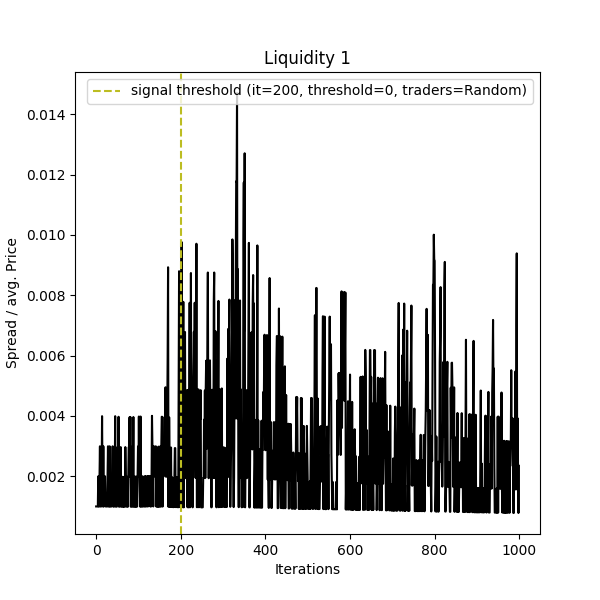 Liquidity 1
signal threshold (it=200, threshold=0, traders=Random)
0.014
0.012
0.010
0.008
0.006
0.004
0.002
Spread / avg. Price
0 200 400 600 800 1000
Iterations